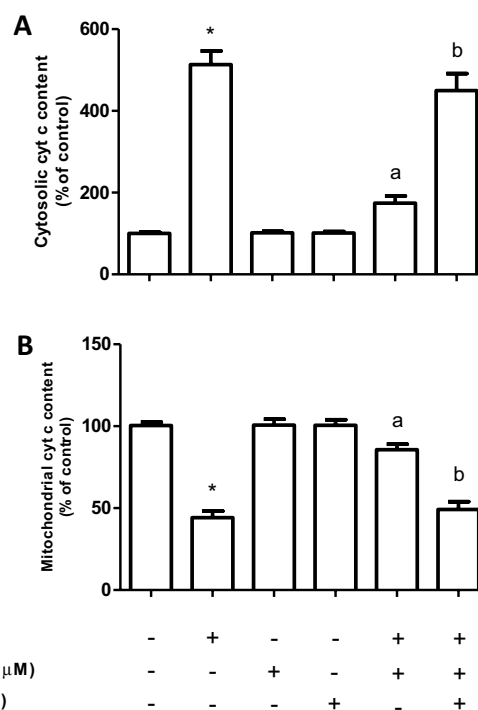 A
Cytosolic cyt c content
(% of control)
600
400
200
0
*
a
b
B
Mitochondrial cyt c content
(% of control)
150
100
50
0
*
a
b
- + - - + +
μM) - - + - + +
) - - - + - +